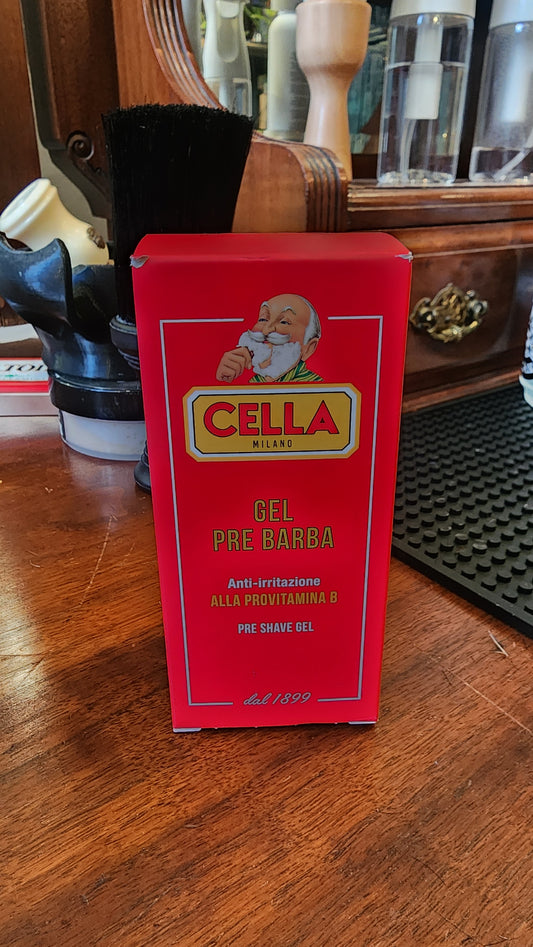 CELLA
MILANO
GEL
PRE BARBA
Anti-irritazione
ALLA PROVITAMINA B
PRE SHAVE GEL
dal 1899